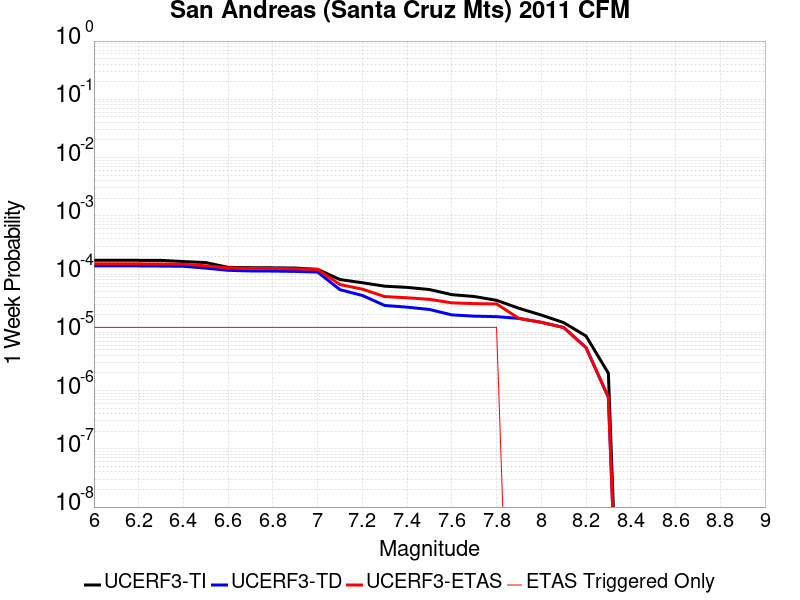 San Andreas (Santa Cruz Mts) 2011 CFM
10 0
10 -1
10 -2
10 -3
10 -4
10 -5
10 -6
10 -7
10 -8
1 Week Probability
6 6.2 6.4 6.6 6.8 7 7.2 7.4 7.6 7.8 8 8.2 8.4 8.6 8.8 9
Magnitude
UCERF3-TI UCERF3-TD UCERF3-ETAS ETAS Triggered Only